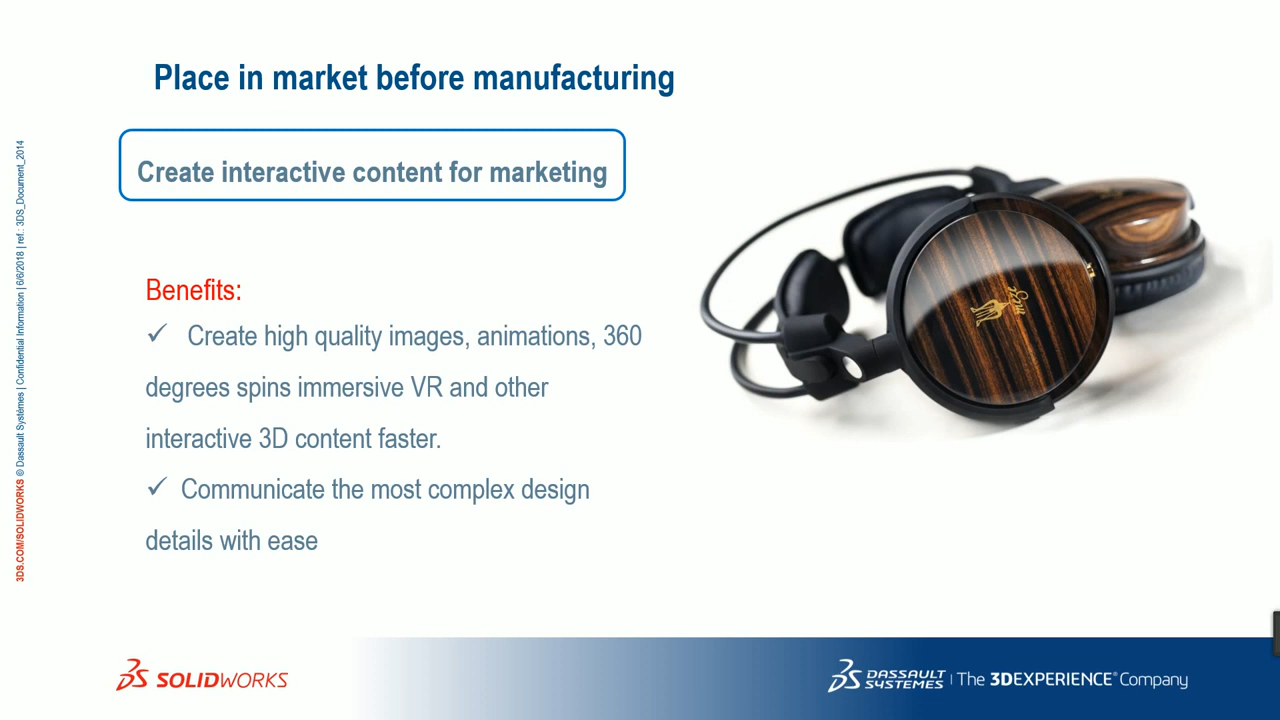 Place in market before manufacturing
Create interactive content for marketing
Benefits:
✓ Create high quality images, animations, 360
degrees spins immersive VR and other
interactive 3D content faster.
✓ Communicate the most complex design
details with ease
3DS.COM/SOLIDWORKS © Dassault Systèmes | Confidential Information | 6/6/2018 | ref.: 3DS_Document_2014
SOLIDWORKS
DASSAULT SYSTEMES | The 3DEXPERIENCE® Company